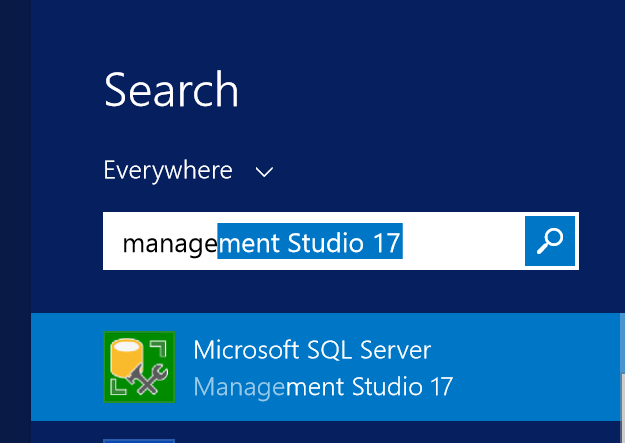 Search
Everywhere
management Studio 17
Microsoft SQL Server
Management Studio 17